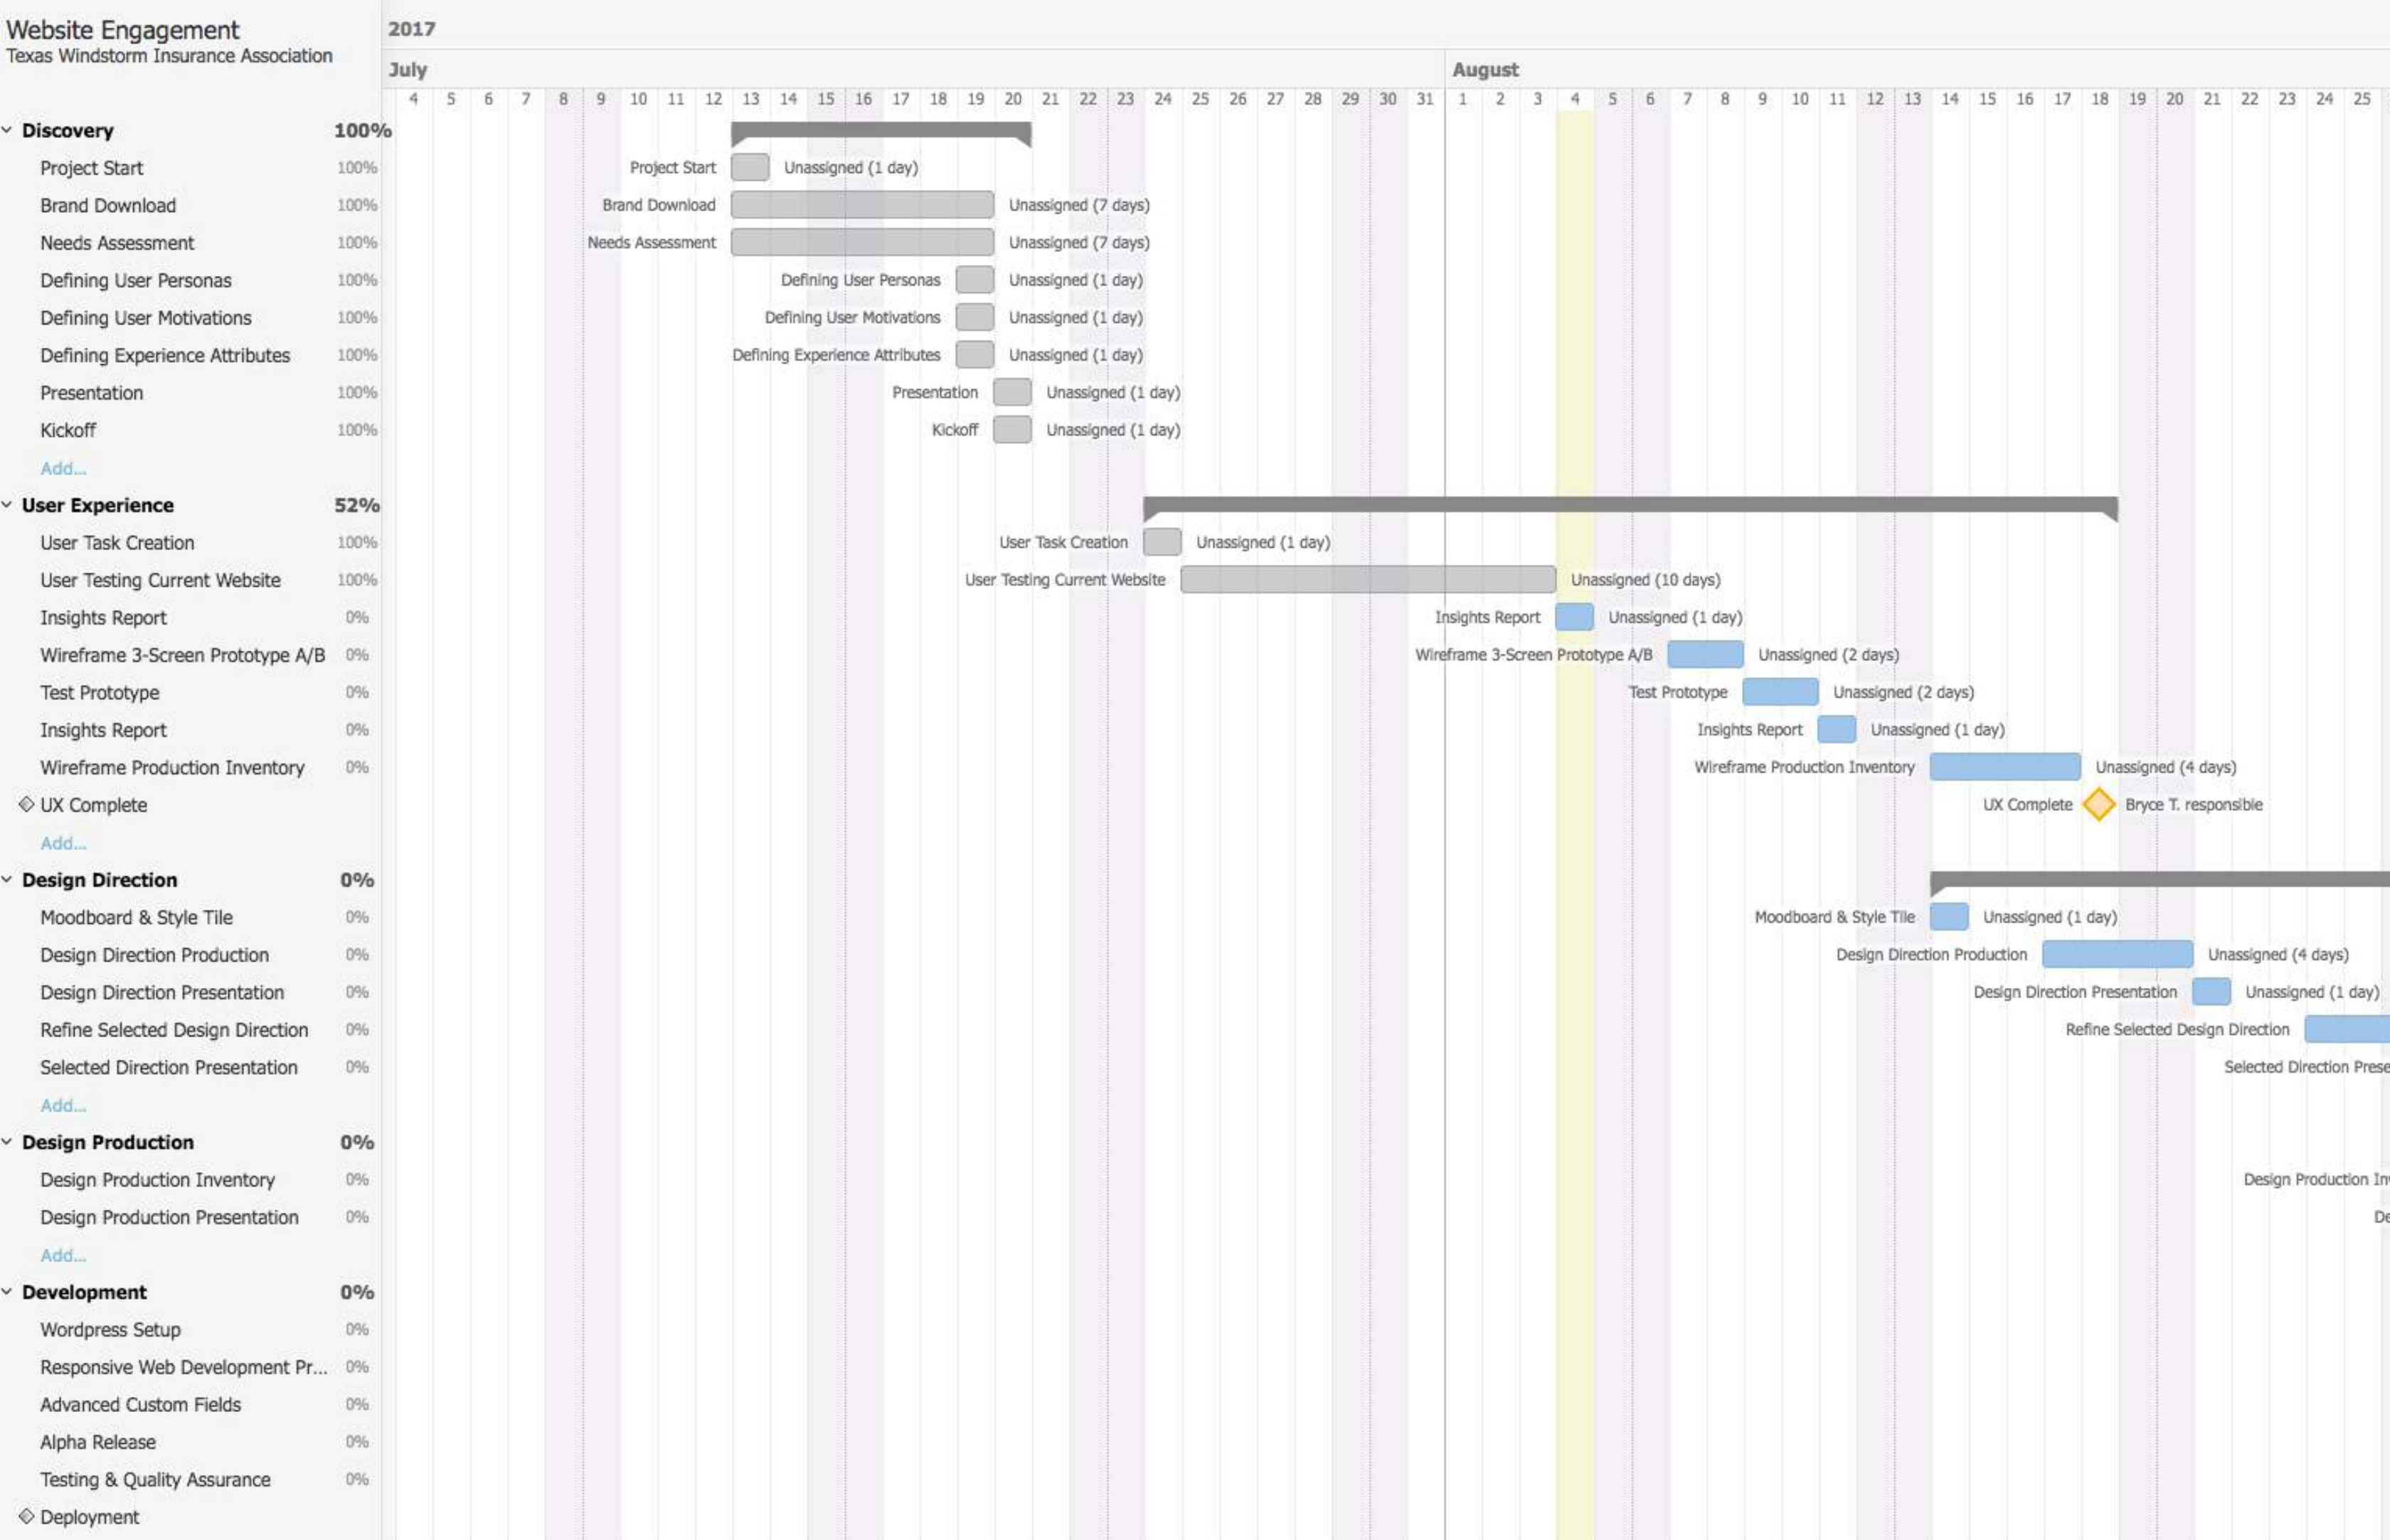 Website Engagement
Texas Windstorm Insurance Association
2017
July
August
4 5 6 7 8 9 10 11 12 13 14 15 16 17 18 19 20 21 22 23 24 25 26 27 28 29 30 31 1 2 3 4 5 6 7 8 9 10 11 12 13 14 15 16 17 18 19 20 21 22 23 24 25
Discovery 100%
Project Start 100% Project Start Unassigned (1 day)
Brand Download 100% Brand Download Unassigned (7 days)
Needs Assessment 100% Needs Assessment Unassigned (7 days)
Defining User Personas 100% Defining User Personas Unassigned (1 day)
Defining User Motivations 100% Defining User Motivations Unassigned (1 day)
Defining Experience Attributes 100% Defining Experience Attributes Unassigned (1 day)
Presentation 100% Presentation Unassigned (1 day)
Kickoff 100% Kickoff Unassigned (1 day)
Add...
User Experience 52%
User Task Creation 100% User Task Creation Unassigned (1 day)
User Testing Current Website 100% User Testing Current Website Unassigned (10 days)
Insights Report 0% Insights Report Unassigned (1 day)
Wireframe 3-Screen Prototype A/B 0% Wireframe 3-Screen Prototype A/B Unassigned (2 days)
Test Prototype 0% Test Prototype Unassigned (2 days)
Insights Report 0% Insights Report Unassigned (1 day)
Wireframe Production Inventory 0% Wireframe Production Inventory Unassigned (4 days)
UX Complete UX Complete Bryce T. responsible
Add...
Design Direction 0%
Moodboard & Style Tile 0% Moodboard & Style Tile Unassigned (1 day)
Design Direction Production 0% Design Direction Production Unassigned (4 days)
Design Direction Presentation 0% Design Direction Presentation Unassigned (1 day)
Refine Selected Design Direction 0% Refine Selected Design Direction
Selected Direction Presentation 0% Selected Direction Prese
Add...
Design Production 0%
Design Production Inventory 0% Design Production Inv
Design Production Presentation 0% De
Add...
Development 0%
Wordpress Setup 0%
Responsive Web Development Pr... 0%
Advanced Custom Fields 0%
Alpha Release 0%
Testing & Quality Assurance 0%
Deployment